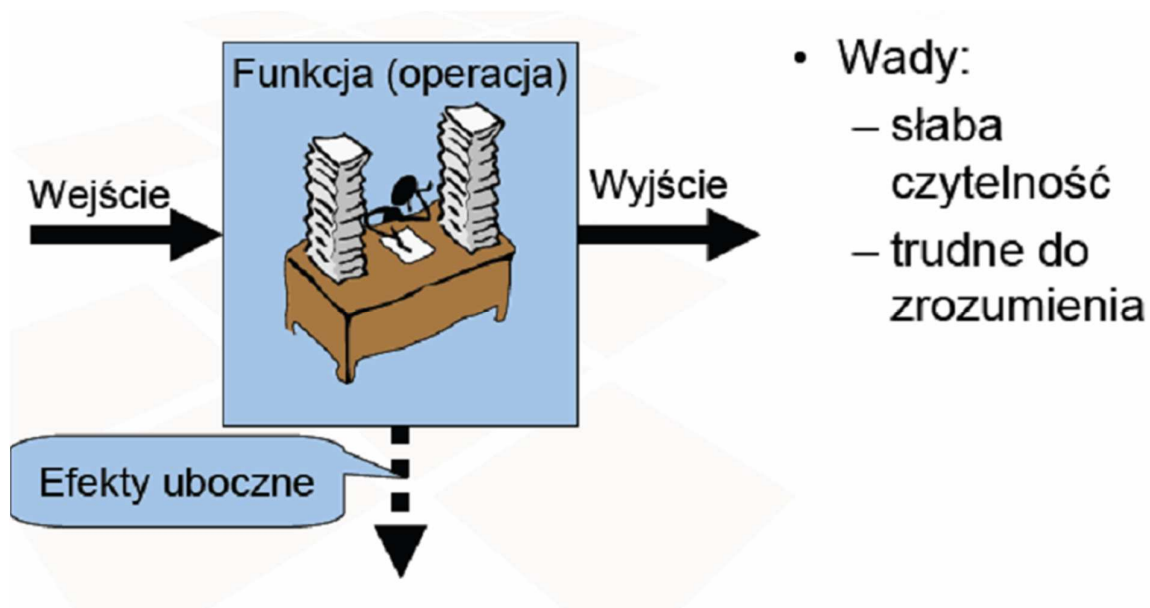 Funkcja (operacja)
Wejście
Wyjście
Efekty uboczne
• Wady:
– słaba
czytelność
– trudne do
zrozumienia